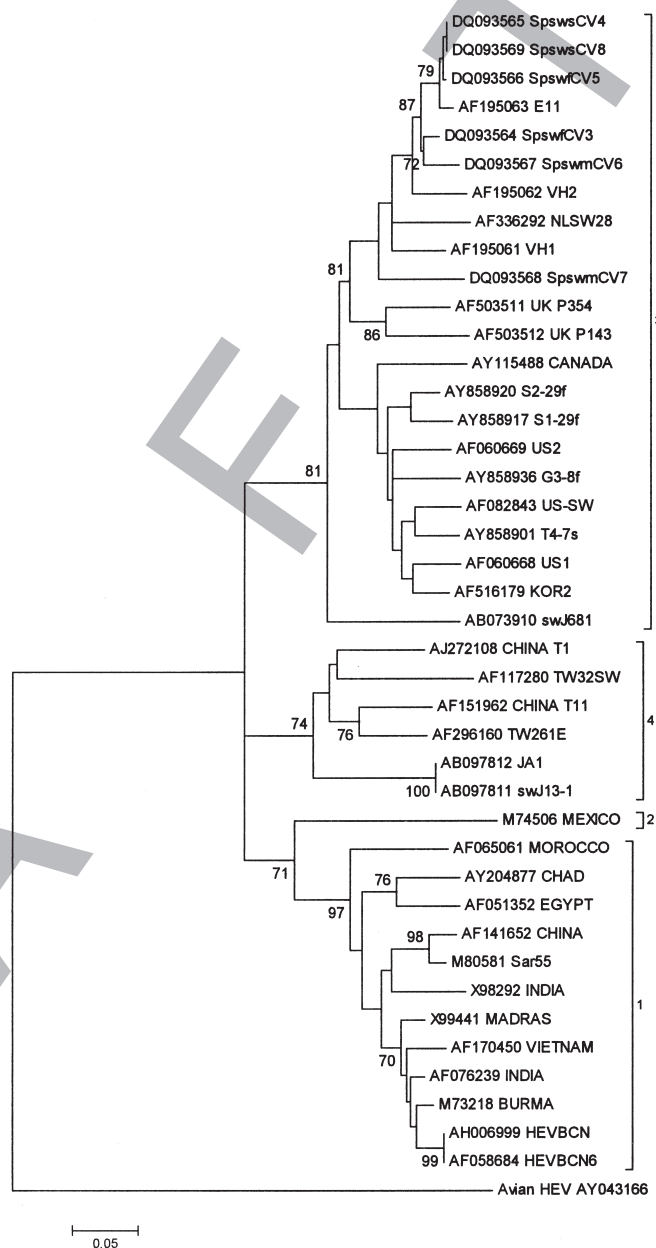 DQ093565 SpswsCV4
DQ093569 SpswsCV8
DQ093566 SpswfCV5
79
AF195063 E11
87
DQ093564 SpswfCV3
72
DQ093567 SpswmCV6
AF195062 VH2
AF336292 NLSW28
AF195061 VH1
81
DQ093568 SpswmCV7
AF503511 UK P354
86
AF503512 UK P143
AY115488 CANADA
AY858920 S2-29f
AY858917 S1-29f
AF060669 US2
81
AY858936 G3-8f
AF082843 US-SW
AY858901 T4-7s
AF060668 US1
AF516179 KOR2
AB073910 swJ681
AJ272108 CHINA T1
AF117280 TW32SW
AF151962 CHINA T11
74
4
76
AF296160 TW261E
AB097812 JA1
100
AB097811 swJ13-1
M74506 MEXICO
2
AF065061 MOROCCO
71
76
AY204877 CHAD
97
AF051352 EGYPT
98
AF141652 CHINA
M80581 Sar55
X98292 INDIA
1
X99441 MADRAS
AF170450 VIETNAM
70
AF076239 INDIA
M73218 BURMA
AH006999 HEVBCN
99
AF058684 HEVBCN6
Avian HEV AY043166
0.05